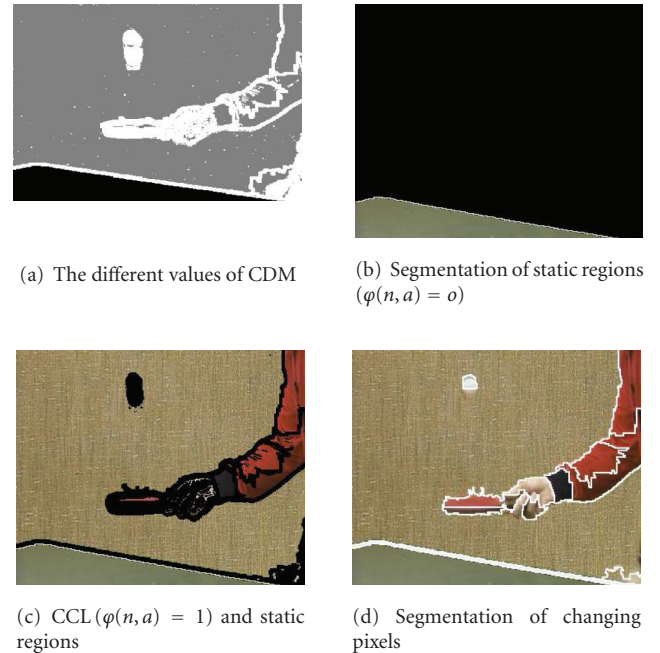 (a) The different values of CDM
(b) Segmentation of static regions
(φ(n, a) = o)
(c) CCL (φ(n, a) = 1) and static
regions
(d) Segmentation of changing
pixels